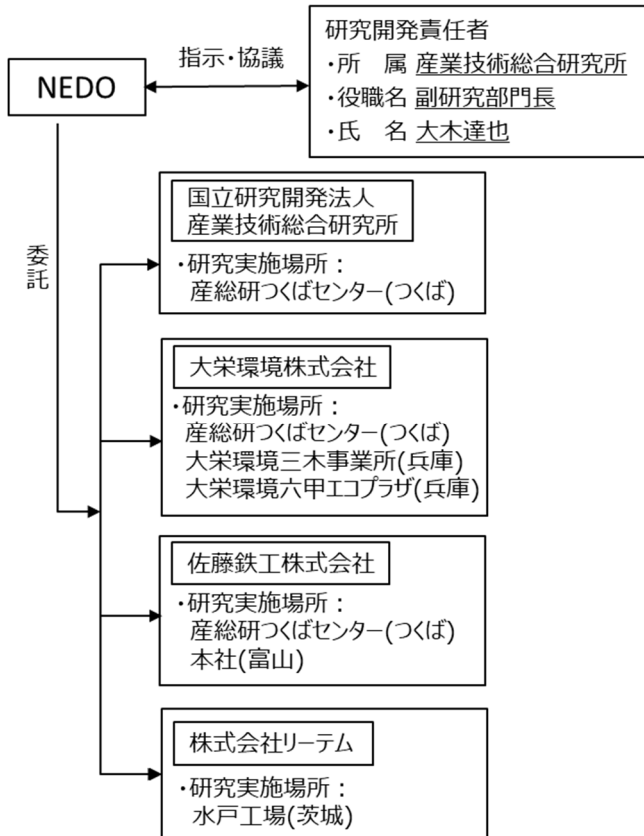 NEDO
指示・協議
研究開発責任者
・所　属 産業技術総合研究所
・役職名 副研究部門長
・氏　名 大木達也
委託
国立研究開発法人
産業技術総合研究所
・研究実施場所：
産総研つくばセンター(つくば)
大栄環境株式会社
・研究実施場所：
産総研つくばセンター(つくば)
大栄環境三木事業所(兵庫)
大栄環境六甲エコプラザ(兵庫)
佐藤鉄工株式会社
・研究実施場所：
産総研つくばセンター(つくば)
本社(富山)
株式会社リーテム
・研究実施場所：
水戸工場(茨城)